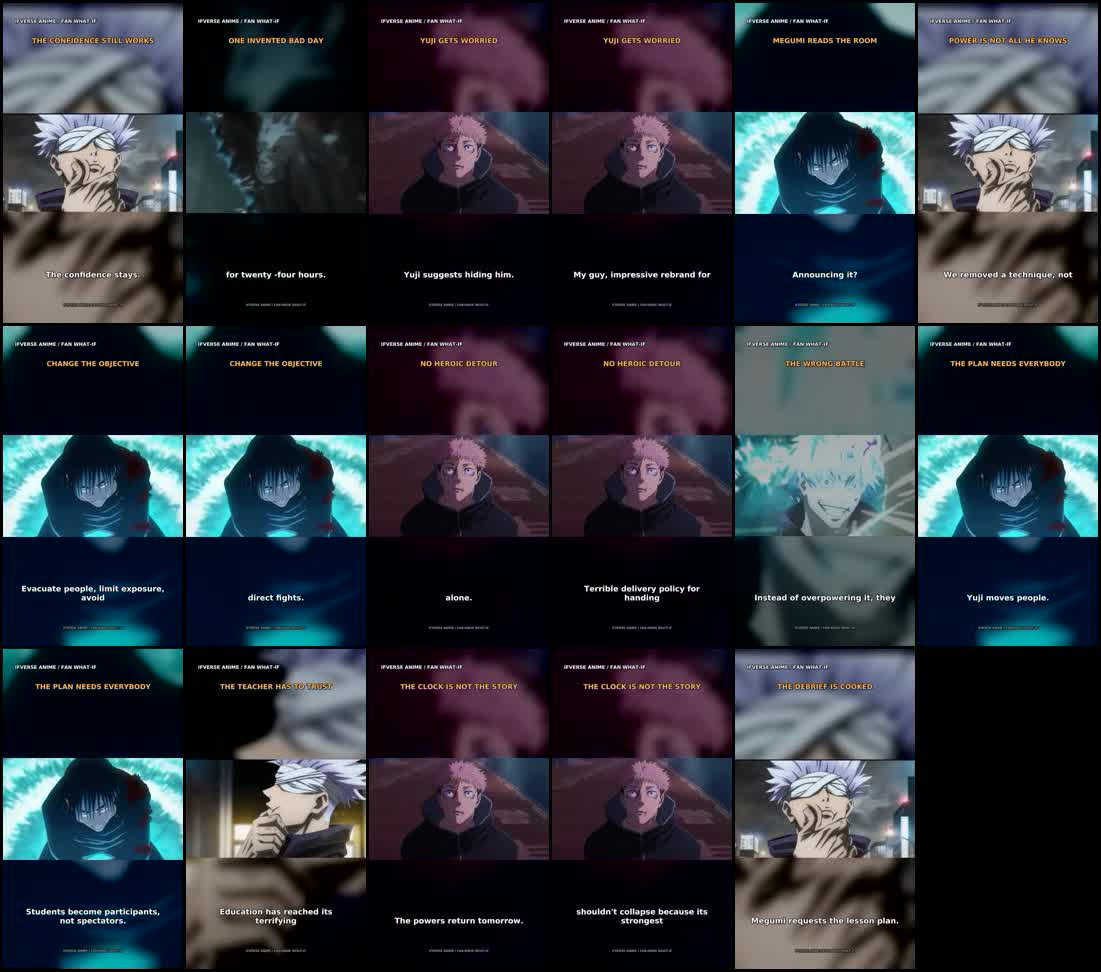 IFVERSE ANIME / FAN WHAT-IF
THE CONFIDENCE STILL WORKS
The confidence stays.
IFVERSE ANIME / FAN WHAT-IF
ONE INVENTED BAD DAY
for twenty -four hours.
IFVERSE ANIME / FAN WHAT-IF
YUJI GETS WORRIED
Yuji suggests hiding him.
IFVERSE ANIME / FAN WHAT-IF
YUJI GETS WORRIED
My guy, impressive rebrand for
IFVERSE ANIME / FAN WHAT-IF
MEGUMI READS THE ROOM
Announcing it?
IFVERSE ANIME / FAN WHAT-IF
POWER IS NOT ALL HE KNOWS
We removed a technique, not
IFVERSE ANIME / FAN WHAT-IF
CHANGE THE OBJECTIVE
Evacuate people, limit exposure,
avoid
IFVERSE ANIME / FAN WHAT-IF
CHANGE THE OBJECTIVE
direct fights.
IFVERSE ANIME / FAN WHAT-IF
NO HEROIC DETOUR
alone.
IFVERSE ANIME / FAN WHAT-IF
NO HEROIC DETOUR
Terrible delivery policy for
handing
IFVERSE ANIME / FAN WHAT-IF
THE WRONG BATTLE
Instead of overpowering it, they
IFVERSE ANIME / FAN WHAT-IF
THE PLAN NEEDS EVERYBODY
Yuji moves people.
IFVERSE ANIME / FAN WHAT-IF
THE PLAN NEEDS EVERYBODY
Students become participants,
not spectators.
IFVERSE ANIME / FAN WHAT-IF
THE TEACHER HAS TO TRUST
Education has reached its
terrifying
IFVERSE ANIME / FAN WHAT-IF
THE CLOCK IS NOT THE STORY
The powers return tomorrow.
IFVERSE ANIME / FAN WHAT-IF
THE CLOCK IS NOT THE STORY
shouldn't collapse because its
strongest
IFVERSE ANIME / FAN WHAT-IF
THE DEBRIEF IS COOKED
Megumi requests the lesson plan.